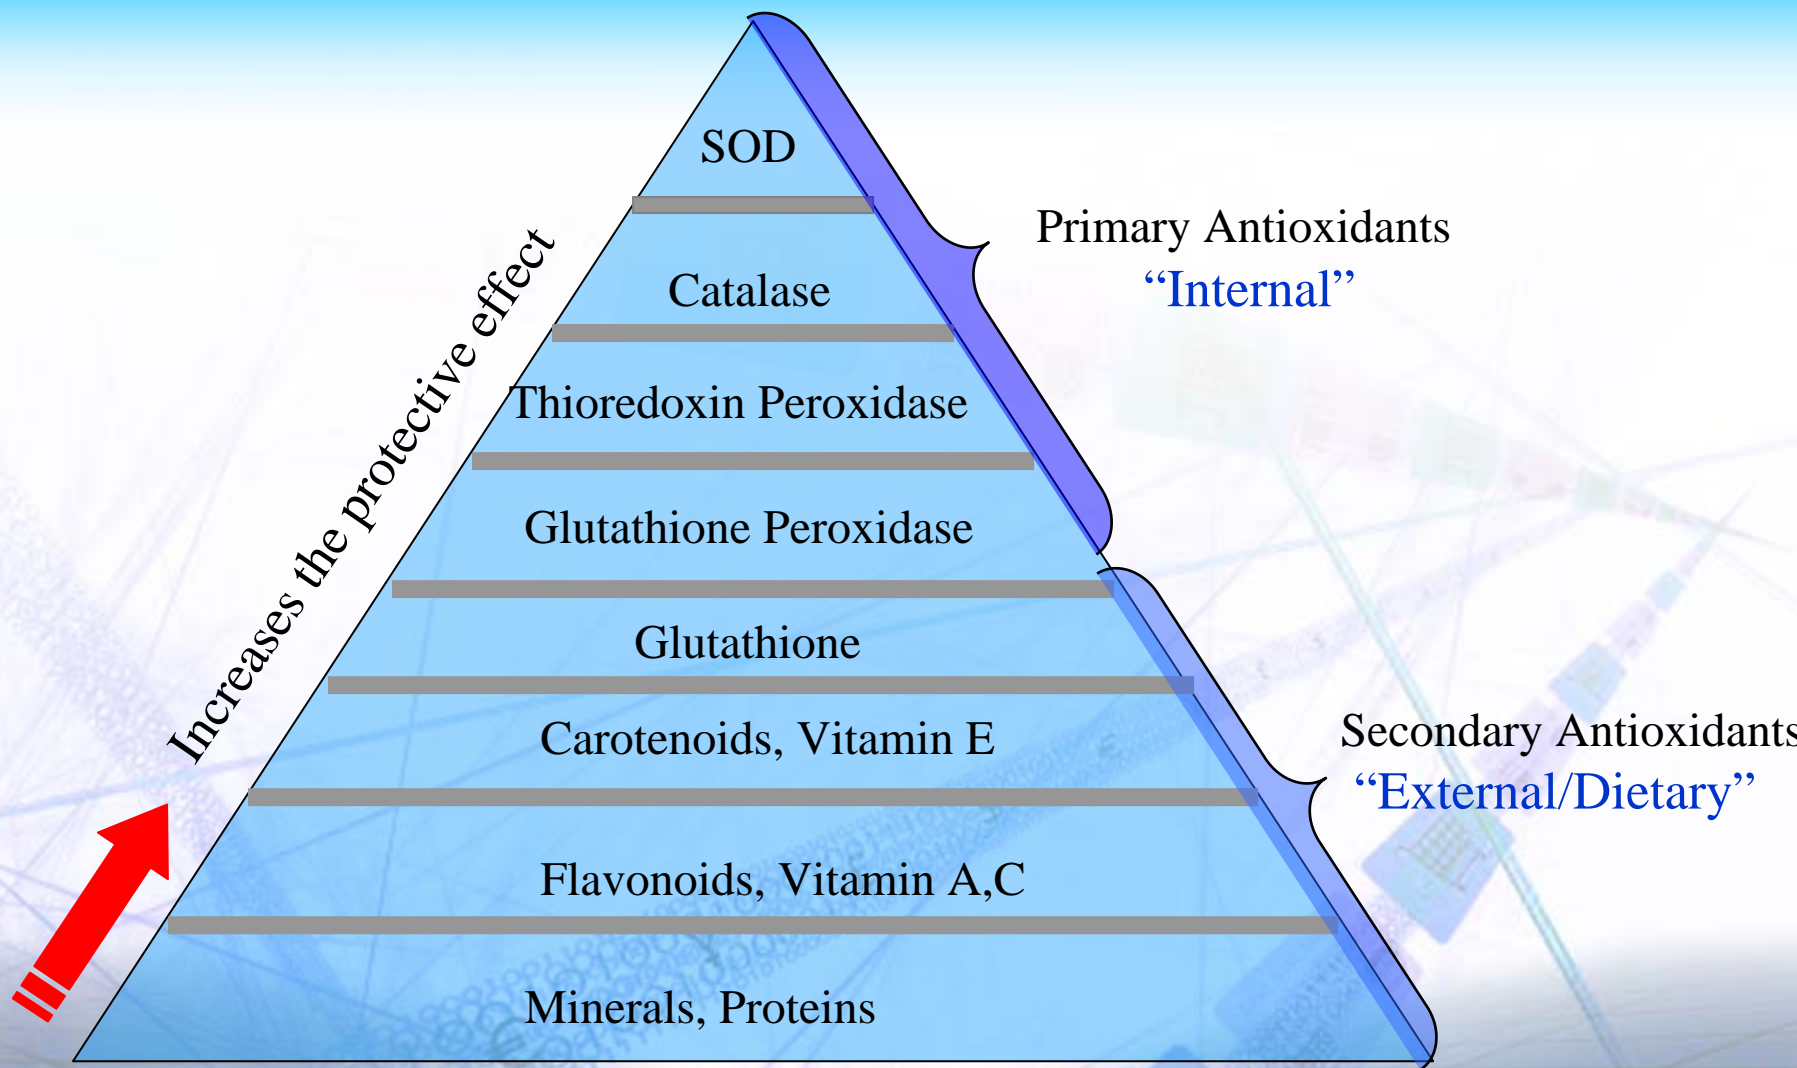 SOD
Catalase
Thioredoxin Peroxidase
Glutathione Peroxidase
Glutathione
Carotenoids, Vitamin E
Flavonoids, Vitamin A,C
Minerals, Proteins
Increases the protective effect
Primary Antioxidants
“Internal”
Secondary Antioxidants
“External/Dietary”